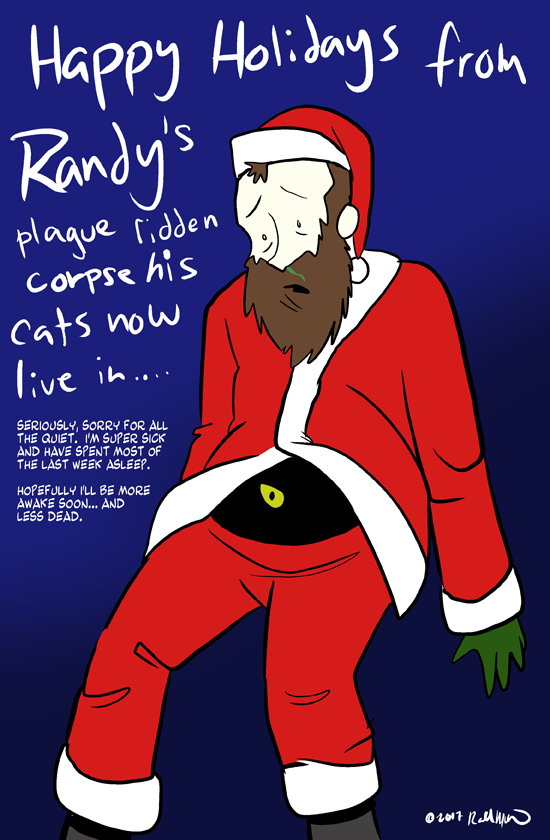 Happy Holidays from
Randy's
plague ridden
corpse his
cats now
live in....
SERIOUSLY, SORRY FOR ALL
THE QUIET. I'M SUPER SICK
AND HAVE SPENT MOST OF
THE LAST WEEK ASLEEP.
HOPEFULLY I'LL BE MORE
AWAKE SOON... AND
LESS DEAD.
©2017